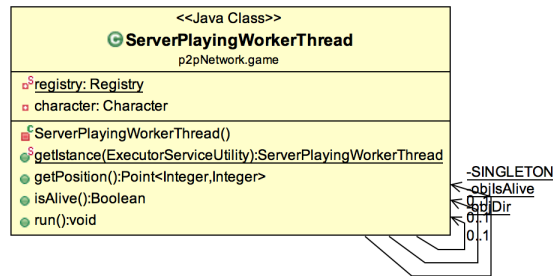 <<Java Class>>
ServerPlayingWorkerThread
p2pNetwork.game
registry: Registry
character: Character
ServerPlayingWorkerThread()
getIstance(ExecutorServiceUtility):ServerPlayingWorkerThread
getPosition():Point<Integer,Integer>
isAlive():Boolean
run():void
-SINGLETON
-objIsAlive
0..1
-objDir
0..1
0..1